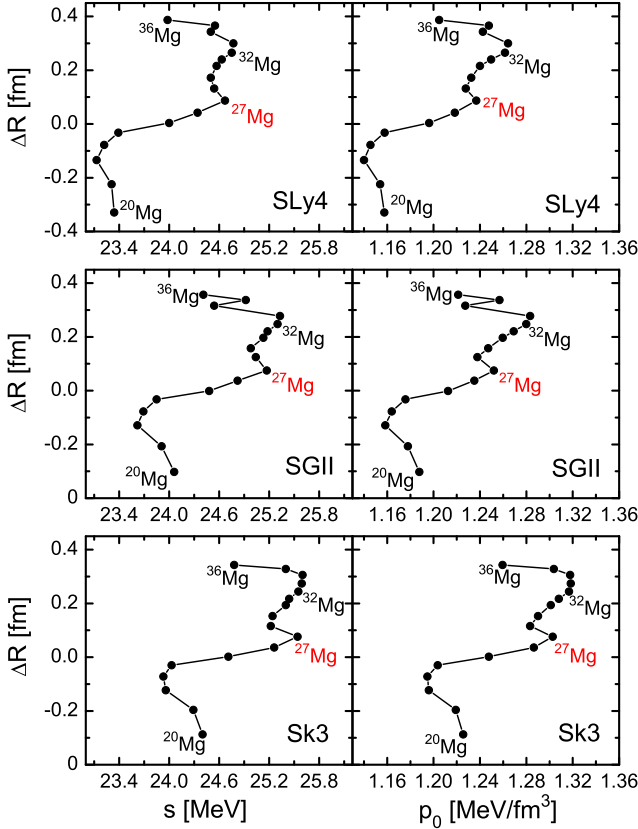 0.4
0.2
0.0
-0.2
0.4
ΔR [fm]
³⁶Mg
³²Mg
²⁷Mg
²⁰Mg
SLy4
³⁶Mg
³²Mg
²⁷Mg
²⁰Mg
SLy4
23.4 24.0 24.6 25.2 25.8
1.16 1.20 1.24 1.28 1.32 1.36
0.4
0.2
0.0
-0.2
0
ΔR [fm]
³⁶Mg
³²Mg
²⁷Mg
²⁰Mg
SGII
³⁶Mg
³²Mg
²⁷Mg
²⁰Mg
SGII
23.4 24.0 24.6 25.2 25.8
1.16 1.20 1.24 1.28 1.32 1.36
0.4
0.2
0.0
-0.2
0
ΔR [fm]
³⁶Mg
³²Mg
²⁷Mg
²⁰Mg
Sk3
³⁶Mg
³²Mg
²⁷Mg
²⁰Mg
Sk3
23.4 24.0 24.6 25.2 25.8
1.16 1.20 1.24 1.28 1.32 1.36
s [MeV]
p₀ [MeV/fm³]